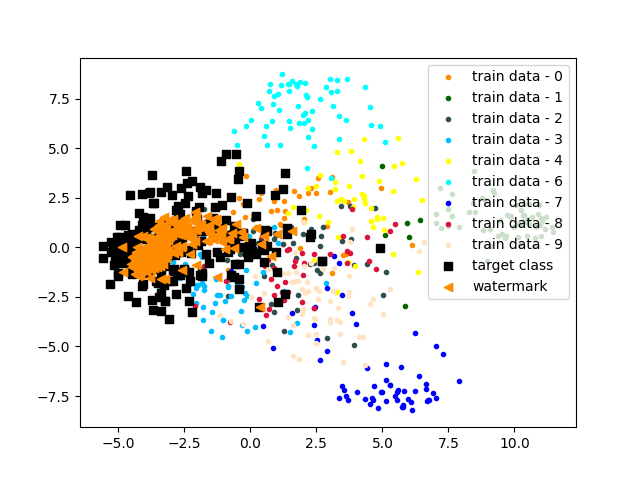 7.5
5.0
2.5
0.0
−2.5
−5.0
−7.5
−5.0
−2.5
0.0
2.5
5.0
7.5
10.0
train data - 0
train data - 1
train data - 2
train data - 3
train data - 4
train data - 6
train data - 7
train data - 8
train data - 9
target class
watermark